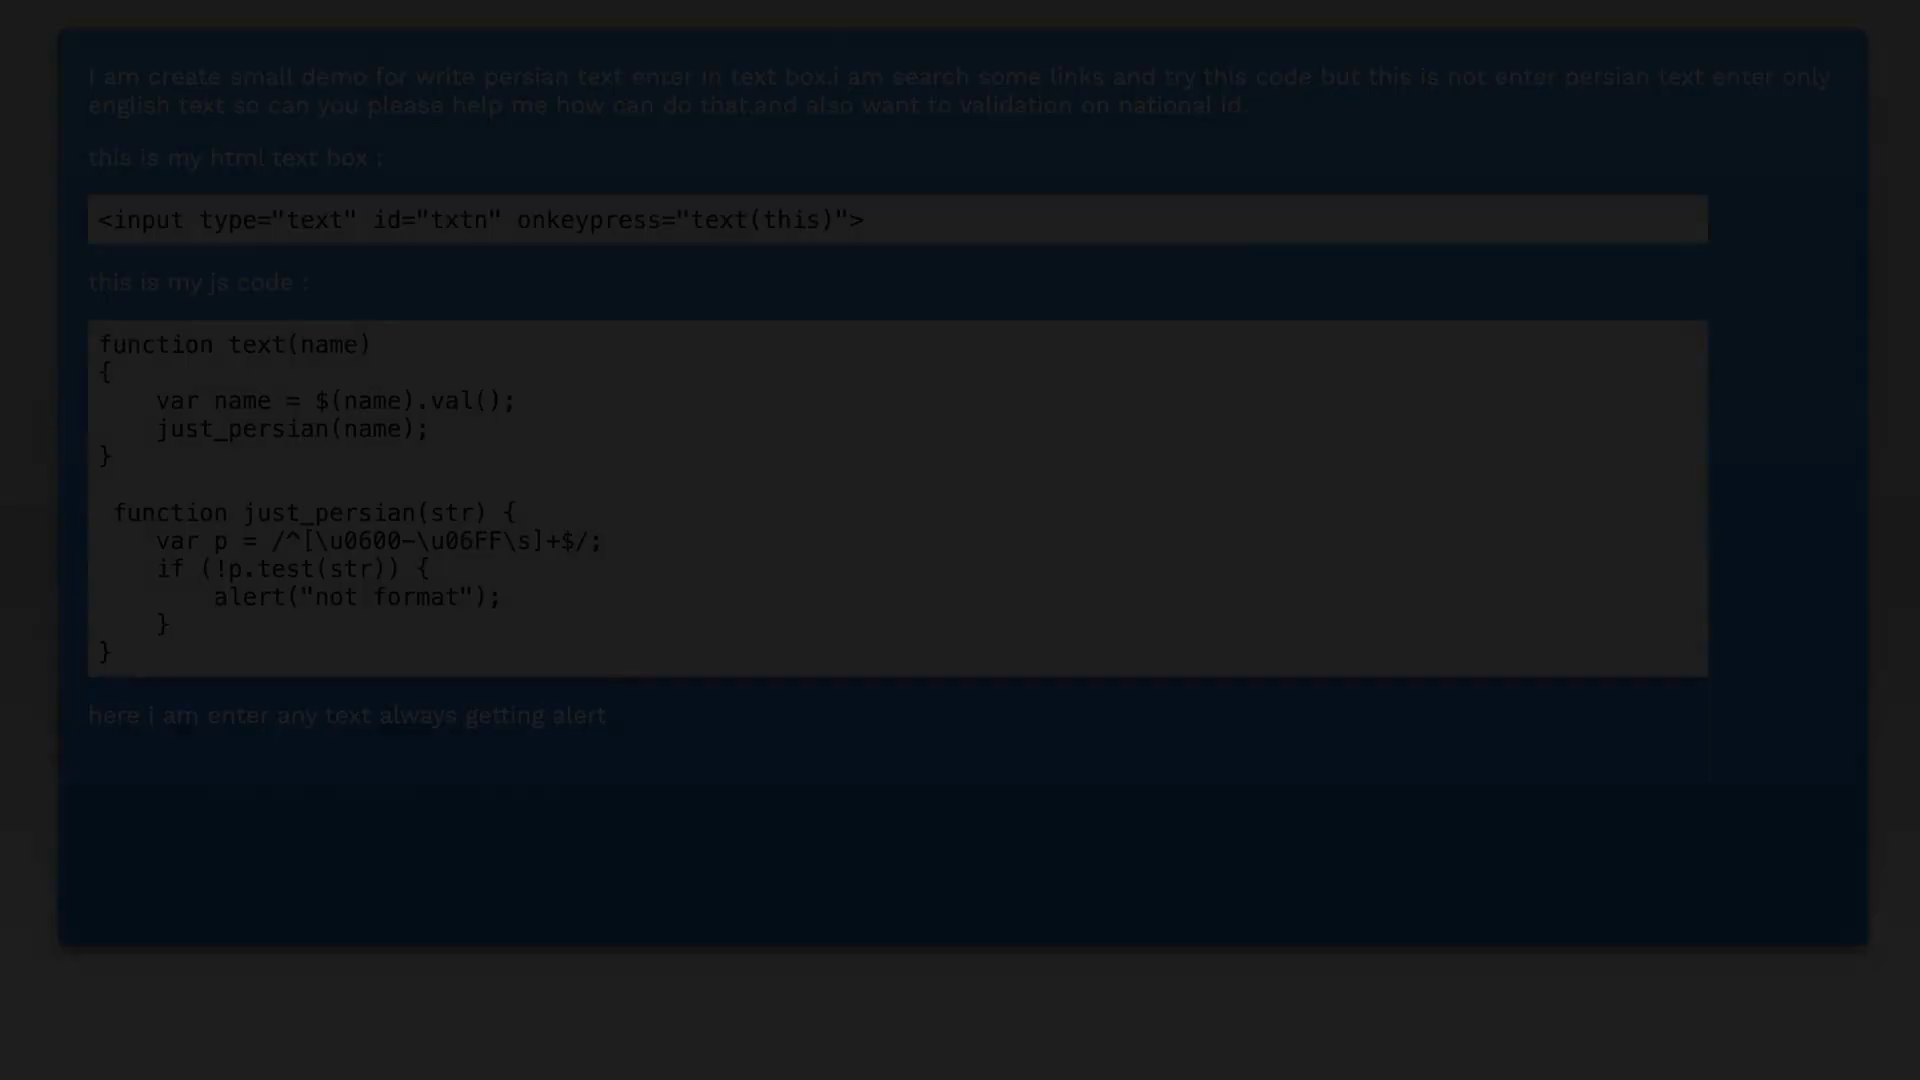 I am create small demo for write persian text enter in text box.i am search some links and try this code but this is not enter persian text enter only
english text so can you please help me how can do that.and also want to validation on national id.
this is my html text box :
<input type="text" id="txtn" onkeypress="text(this)">
this is my js code :
function text(name)
{
    var name = $(name).val();
    just_persian(name);
}
 function just_persian(str) {
    var p = /^[\u0600-\u06FF\s]+$/;
    if (!p.test(str)) {
        alert("not format");
    }
}
here i am enter any text always getting alert